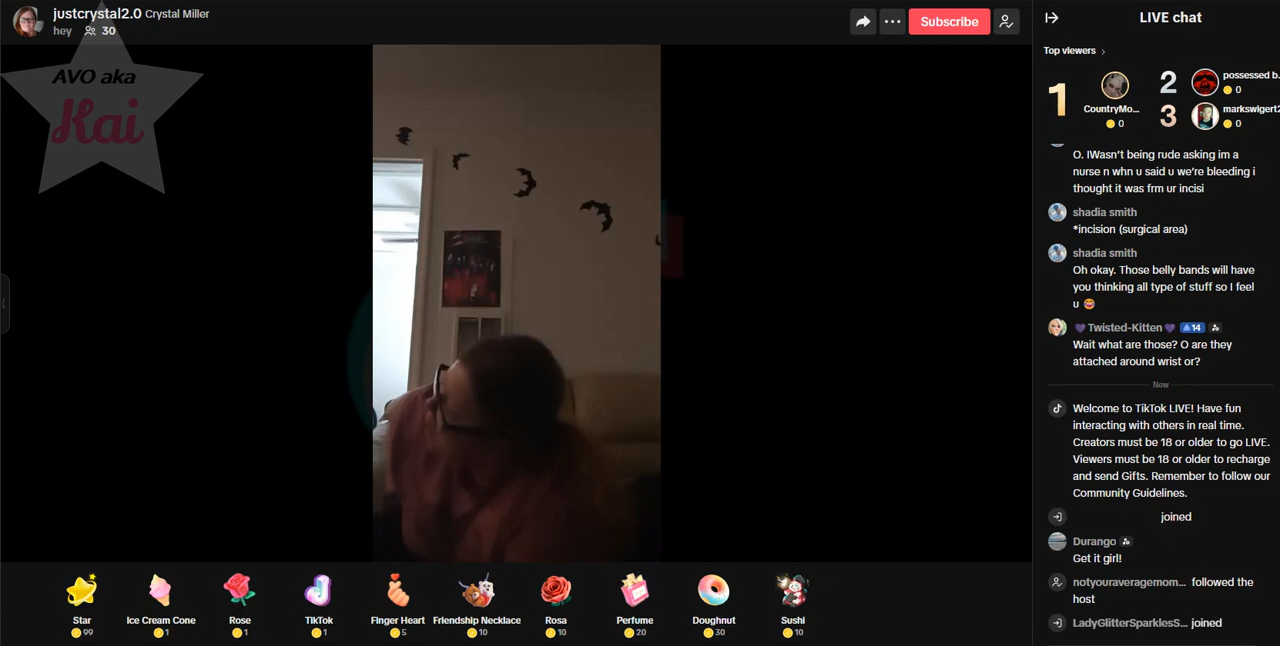 justcrystal2.0 Crystal Miller
hey 30
Subscribe
AVO aka
Kai
LIVE chat
Top viewers
1
CountryMo...
0
2
possessed b.
0
3
markswigert2
0
O. IWasn't being rude asking im a
nurse n whn u said u we're bleeding i
thought it was frm ur incisi
shadia smith
*incision (surgical area)
shadia smith
Oh okay. Those belly bands will have
you thinking all type of stuff so I feel
u
Twisted-Kitten 14
Wait what are those? O are they
attached around wrist or?
Now
Welcome to TikTok LIVE! Have fun
interacting with others in real time.
Creators must be 18 or older to go LIVE.
Viewers must be 18 or older to recharge
and send Gifts. Remember to follow our
Community Guidelines.
joined
Durango
Get it girl!
notyouraveragemom... followed the
host
LadyGlitterSparklesS... joined
Star
99
Ice Cream Cone
1
Rose
1
TikTok
1
Finger Heart
5
Friendship Necklace
10
Rosa
10
Perfume
20
Doughnut
30
Sushi
10